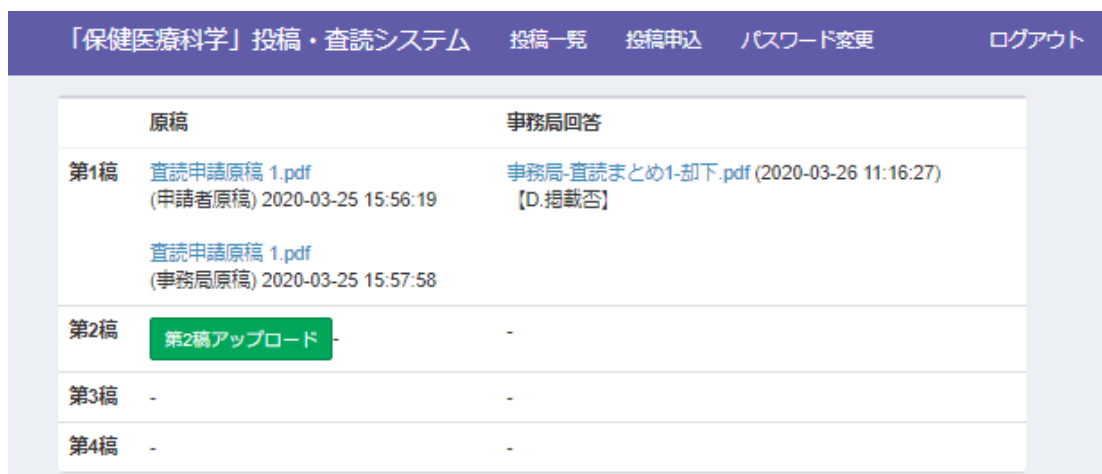 「保健医療科学」投稿・査読システム 投稿一覧 投稿申込 パスワード変更 ログアウト
原稿 事務局回答
第1稿 査読申請原稿 1.pdf 事務局-査読まとめ1-却下.pdf (2020-03-26 11:16:27)
(申請者原稿) 2020-03-25 15:56:19 【D.掲載否】
査読申請原稿 1.pdf
(事務局原稿) 2020-03-25 15:57:58
第2稿 第2稿アップロード - -
第3稿 - -
第4稿 - -